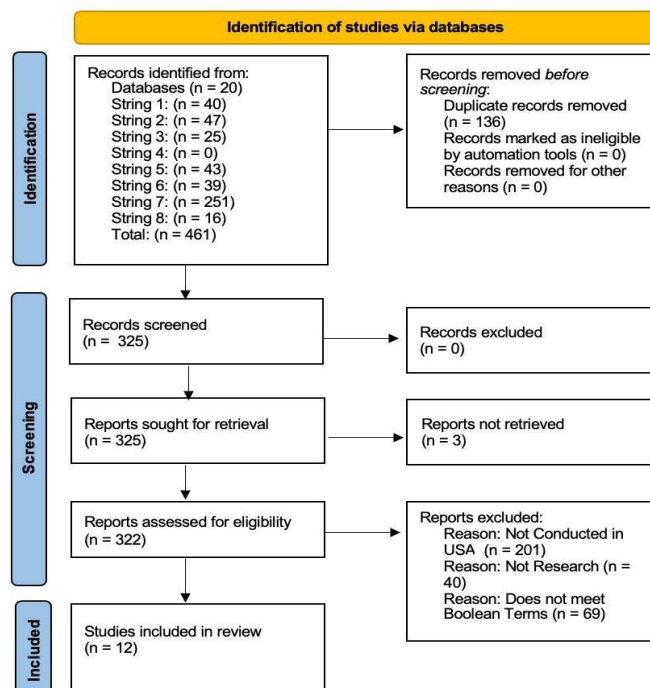 Identification of studies via databases
Identification
Records identified from:
Databases (n = 20)
String 1: (n = 40)
String 2: (n = 47)
String 3: (n = 25)
String 4: (n = 0)
String 5: (n = 43)
String 6: (n = 39)
String 7: (n = 251)
String 8: (n = 16)
Total: (n = 461)
Records removed before
screening:
Duplicate records removed
(n = 136)
Records marked as ineligible
by automation tools (n = 0)
Records removed for other
reasons (n = 0)
Screening
Records screened
(n = 325)
Records excluded
(n = 0)
Reports sought for retrieval
(n = 325)
Reports not retrieved
(n = 3)
Reports assessed for eligibility
(n = 322)
Reports excluded:
Reason: Not Conducted in
USA (n = 201)
Reason: Not Research (n =
40)
Reason: Does not meet
Boolean Terms (n = 69)
Included
Studies included in review
(n = 12)